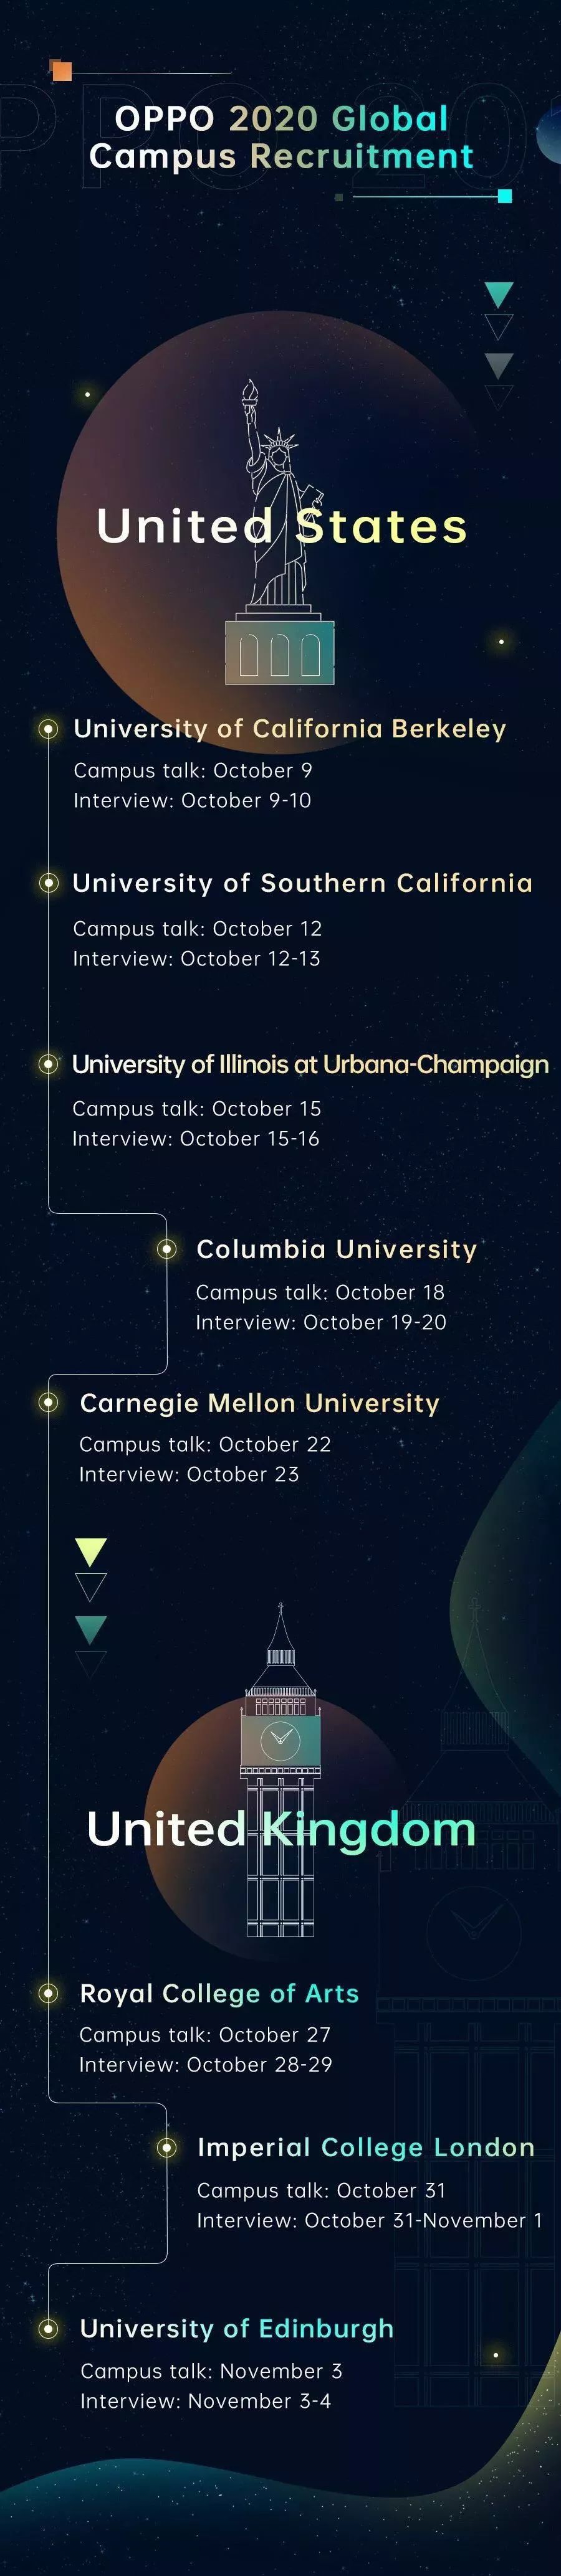 OPPO 2020 Global
Campus Recruitment
United States
University of California Berkeley
Campus talk: October 9
Interview: October 9-10
University of Southern California
Campus talk: October 12
Interview: October 12-13
University of Illinois at Urbana-Champaign
Campus talk: October 15
Interview: October 15-16
Columbia University
Campus talk: October 18
Interview: October 19-20
Carnegie Mellon University
Campus talk: October 22
Interview: October 23
United Kingdom
Royal College of Arts
Campus talk: October 27
Interview: October 28-29
Imperial College London
Campus talk: October 31
Interview: October 31-November 1
University of Edinburgh
Campus talk: November 3
Interview: November 3-4